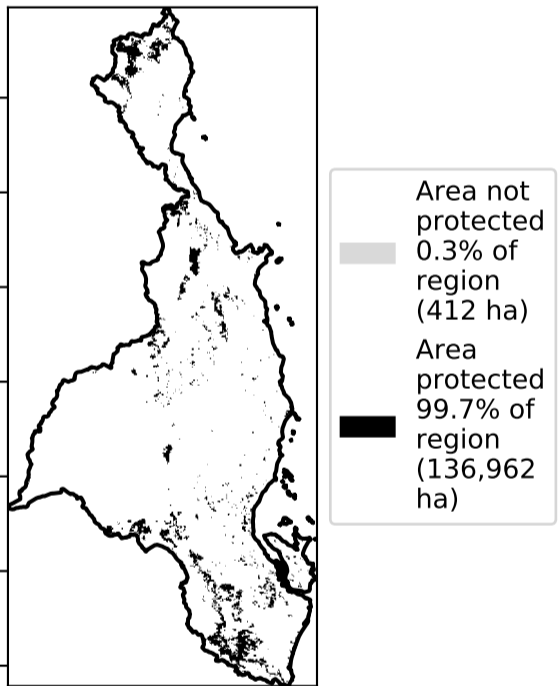 Area not
protected
0.3% of
region
(412 ha)
Area
protected
99.7% of
region
(136,962
ha)